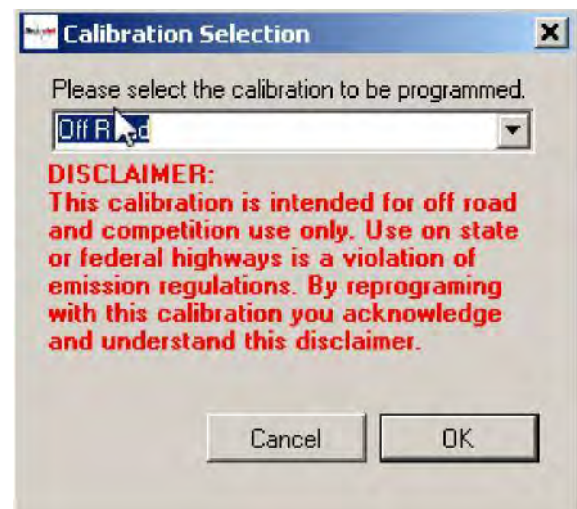 Calibration Selection
Please select the calibration to be programmed.
Off Road
DISCLAIMER:
This calibration is intended for off road
and competition use only. Use on state
or federal highways is a violation of
emission regulations. By reprograming
with this calibration you acknowledge
and understand this disclaimer.
Cancel OK